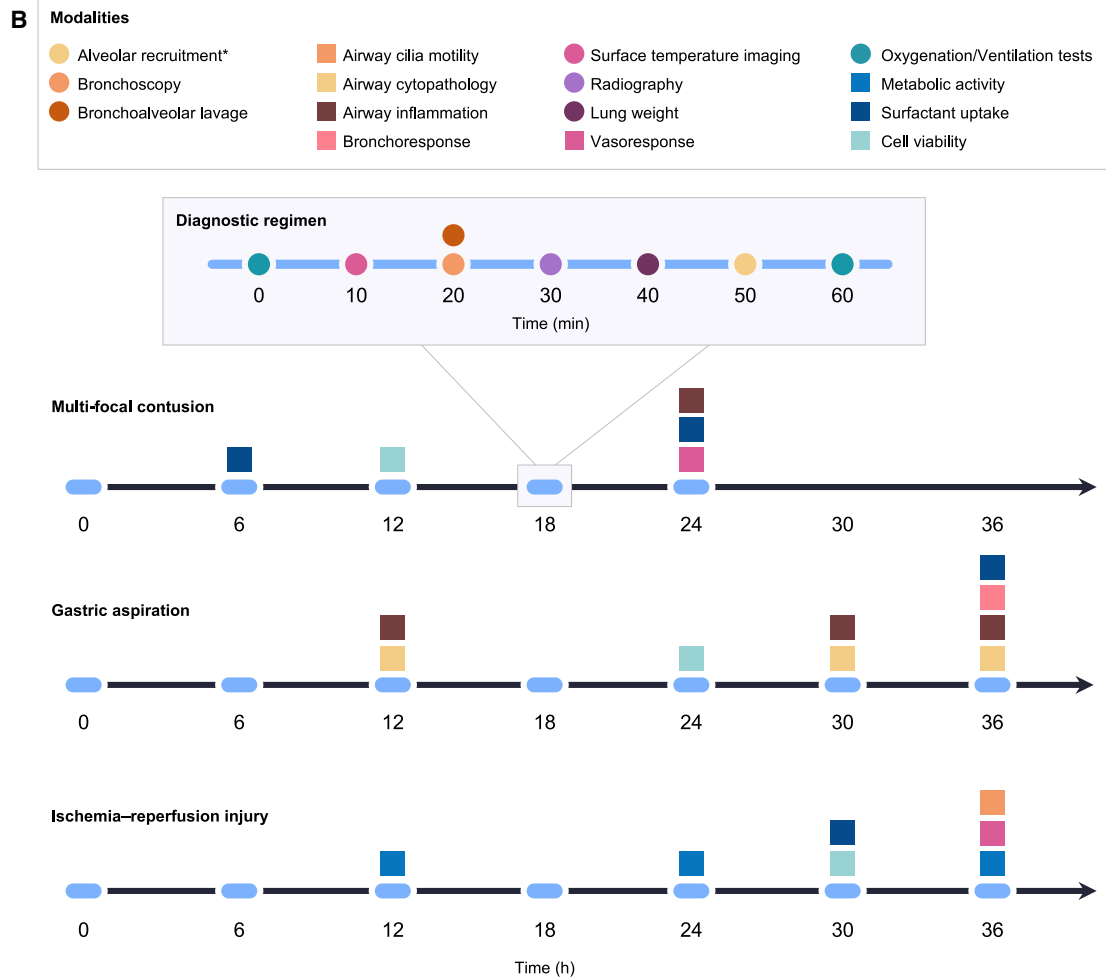 B
Modalities
Alveolar recruitment*
Bronchoscopy
Bronchoalveolar lavage
Airway cilia motility
Airway cytopathology
Airway inflammation
Bronchoresponse
Surface temperature imaging
Radiography
Lung weight
Vasoresponse
Oxygenation/Ventilation tests
Metabolic activity
Surfactant uptake
Cell viability
Diagnostic regimen
0 10 20 30 40 50 60
Time (min)
Multi-focal contusion
0 6 12 18 24 30 36
Gastric aspiration
0 6 12 18 24 30 36
Ischemia–reperfusion injury
0 6 12 18 24 30 36
Time (h)